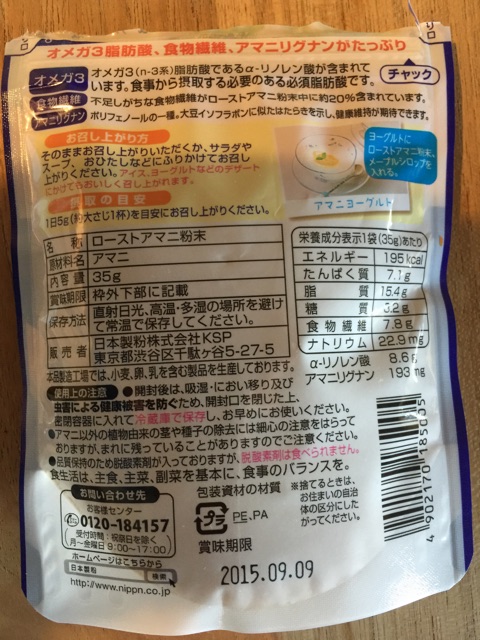 オメガ3脂肪酸、食物繊維、アマニリグナンがたっぷり
チャック
オメガ3
オメガ3(n-3系)脂肪酸であるα-リノレン酸が含まれて
います。食事から摂取する必要のある必須脂肪酸です。
食物繊維
不足しがちな食物繊維がローストアマニ粉末中に約20%含まれています。
アマニリグナン
ポリフェノールの一種。大豆イソフラボンに似たはたらきを示し、健康維持が期待できます。
お召し上がり方
そのままお召し上がりいただくか、サラダや
スープ、おひたしなどにふりかけてお召し
上がりください。アイス、ヨーグルトなどのデザート
にかけてもおいしく召し上がれます。
ヨーグルトに
ローストアマニ粉末、
メープルシロップを
入れる。
アマニヨーグルト
摂取の目安
1日5g(約大さじ1杯)を目安にお召し上がりください。
名称 ローストアマニ粉末
原材料名 アマニ
内容量 35g
賞味期限 枠外下部に記載
保存方法 直射日光、高温・多湿の場所を避け
て常温で保存してください。
販売者 日本製粉株式会社KSP
東京都渋谷区千駄ヶ谷5-27-5
栄養成分表示1袋(35g)あたり
エネルギー 195kcal
たんぱく質 7.1g
脂質 15.4g
糖質 3.2g
食物繊維 7.8g
ナトリウム 22.9mg
α-リノレン酸 8.6g
アマニリグナン 193mg
本品製造工場では、小麦、卵、乳を含む製品を生産しております。
使用上の注意 ●開封後は、吸湿・におい移り及び
虫害による健康被害を防ぐため、開封口を閉じた上、
密閉容器に入れて冷蔵庫で保存し、お早めにお使いください。
●アマニ以外の植物由来の茎や種子の除去には細心の注意をはらって
おりますが、まれに残っていることがありますのでご注意ください。
●品質保持のため脱酸素剤が入っておりますが、脱酸素剤は食べられません。
食生活は、主食、主菜、副菜を基本に、食事のバランスを。
お問い合わせ先
お客様センター
0120-184157
受付時間:祝祭日を除く
月〜金曜日9:00〜17:00
ホームページはこちらから
日本製粉 検索
http://www.nippn.co.jp
包装資材の材質
プラ
PE、PA
※捨てるときは、
お住まいの自治
体の区分にした
がってください。
賞味期限
2015.09.09
4902170185005